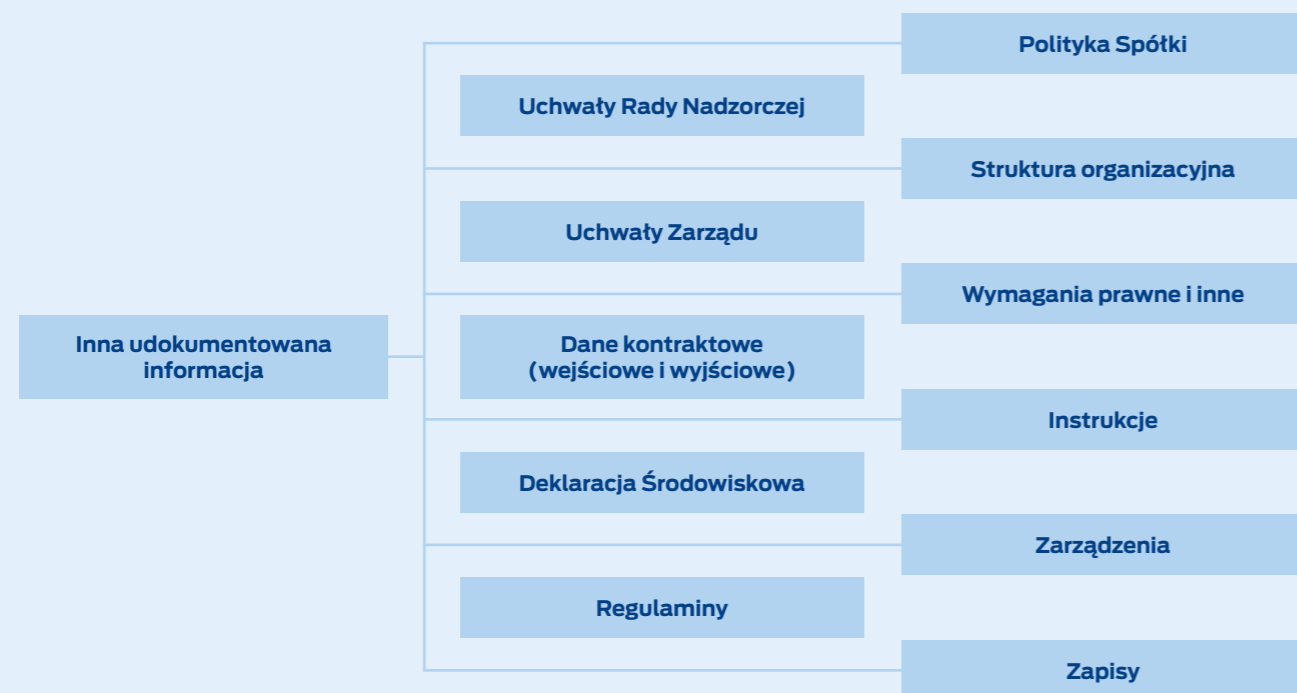 Polityka Spółki
Uchwały Rady Nadzorczej
Struktura organizacyjna
Uchwały Zarządu
Wymagania prawne i inne
Inna udokumentowana
informacja
Dane kontraktowe
(wejściowe i wyjściowe)
Instrukcje
Deklaracja Środowiskowa
Zarządzenia
Regulaminy
Zapisy